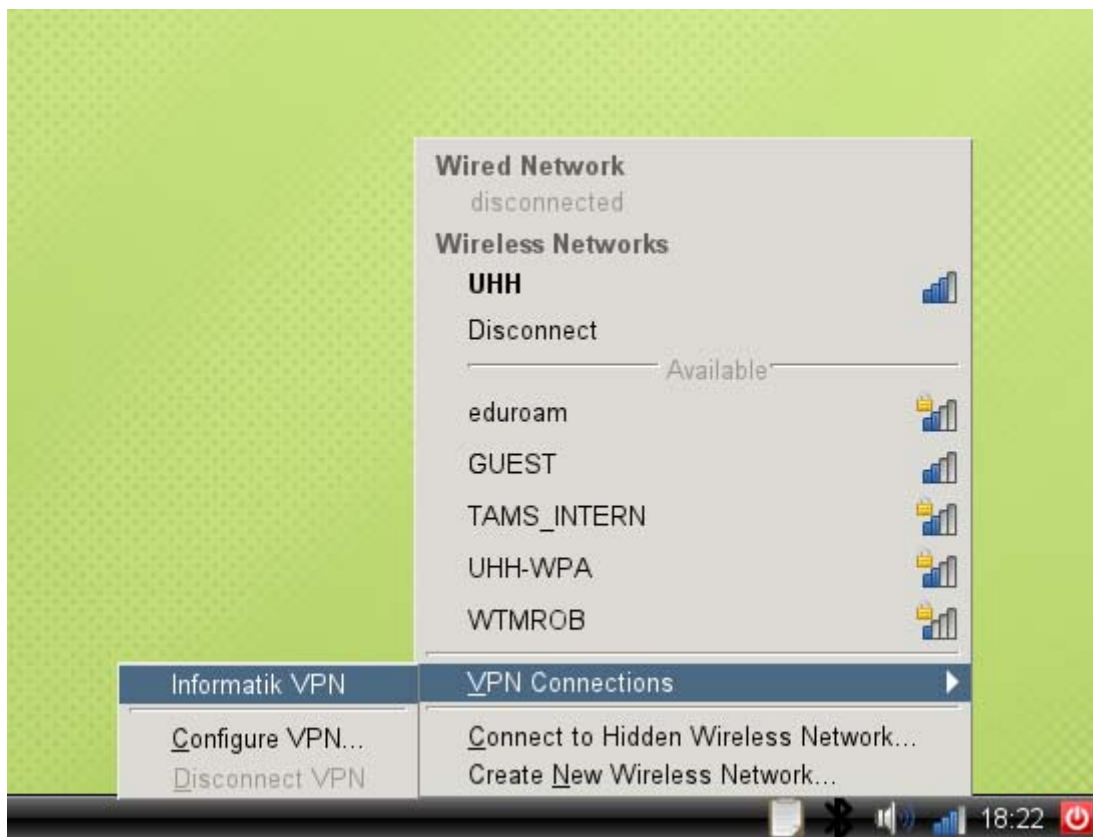 Wired Network
disconnected
Wireless Networks
UHH
Disconnect
Available
eduroam
GUEST
TAMS_INTERN
UHH-WPA
WTMROB
VPN Connections
Informatik VPN
Configure VPN...
Disconnect VPN
Connect to Hidden Wireless Network...
Create New Wireless Network...
18:22